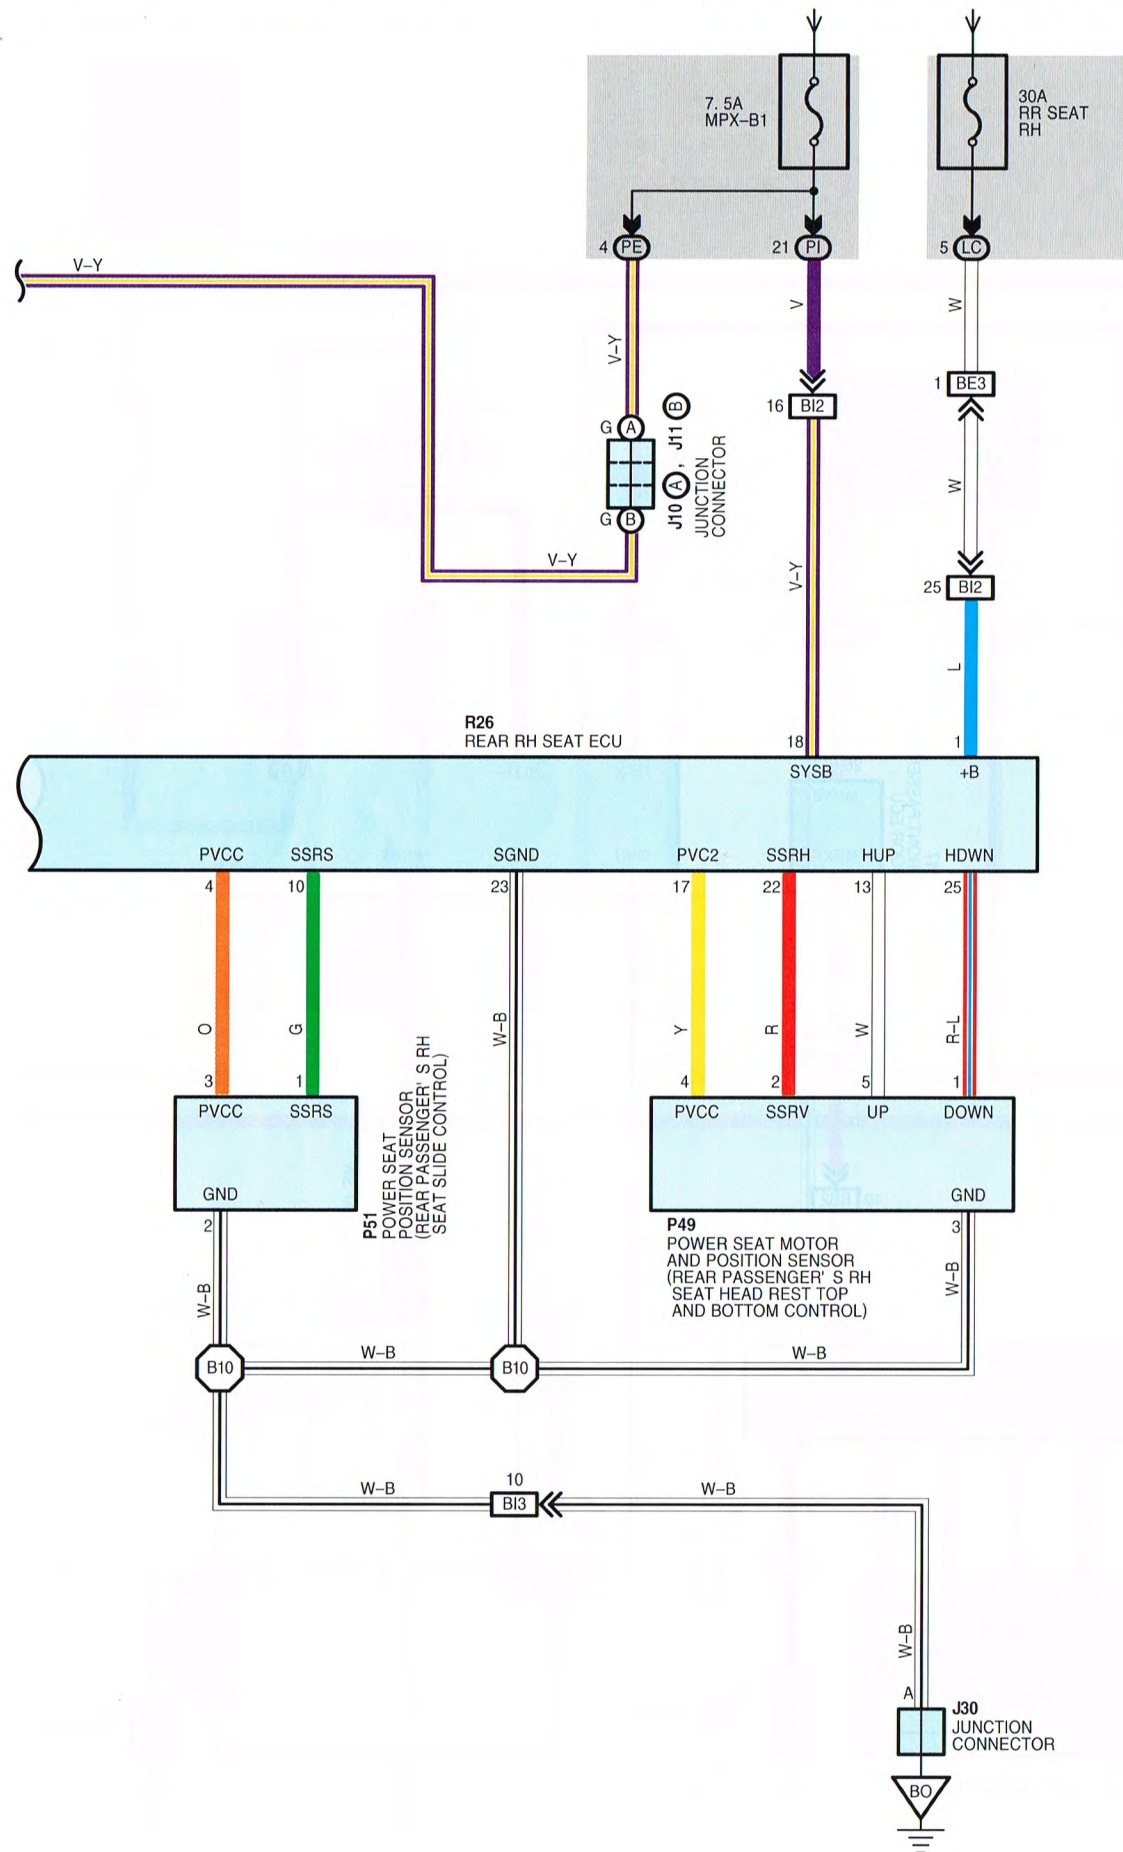 7. 5A
MPX–B1
30A
RR SEAT
RH
4 PE
21 PI
5 LC
V–Y
V–Y
V
W
1 BE3
16 BI2
G A
J10 A , J11 B
JUNCTION
CONNECTOR
G B
W
V–Y
V–Y
25 BI2
L
R26
REAR RH SEAT ECU
18
1
SYSB
+B
PVCC
SSRS
SGND
PVC2
SSRH
HUP
HDWN
4
10
23
17
22
13
25
O
G
W–B
Y
R
W
R–L
3
1
4
2
5
1
PVCC
SSRS
PVCC
SSRV
UP
DOWN
GND
GND
P51
POWER SEAT
POSITION SENSOR
(REAR PASSENGER' S RH
SEAT SLIDE CONTROL)
P49
POWER SEAT MOTOR
AND POSITION SENSOR
(REAR PASSENGER' S RH
SEAT HEAD REST TOP
AND BOTTOM CONTROL)
2
3
W–B
W–B
W–B
W–B
B10
B10
10
W–B
BI3
W–B
W–B
A
J30
JUNCTION
CONNECTOR
BO